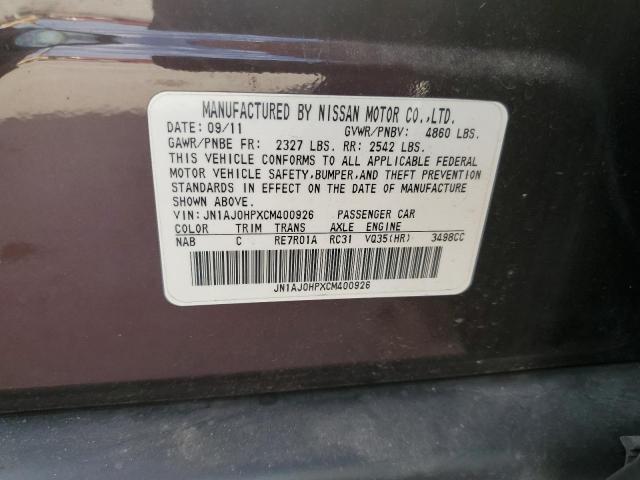 MANUFACTURED BY NISSAN MOTOR CO.,LTD.
DATE: 09/11 GVWR/PNBV: 4860 LBS.
GAWR/PNBE FR: 2327 LBS. RR: 2542 LBS.
THIS VEHICLE CONFORMS TO ALL APPLICABLE FEDERAL
MOTOR VEHICLE SAFETY,BUMPER,AND THEFT PREVENTION
STANDARDS IN EFFECT ON THE DATE OF MANUFACTURE
SHOWN ABOVE.
VIN: JN1AJ0HPXCM400926 PASSENGER CAR
COLOR TRIM TRANS AXLE ENGINE
NAB C RE7R01A RC31 VQ35(HR) 3498CC
JN1AJ0HPXCM400926